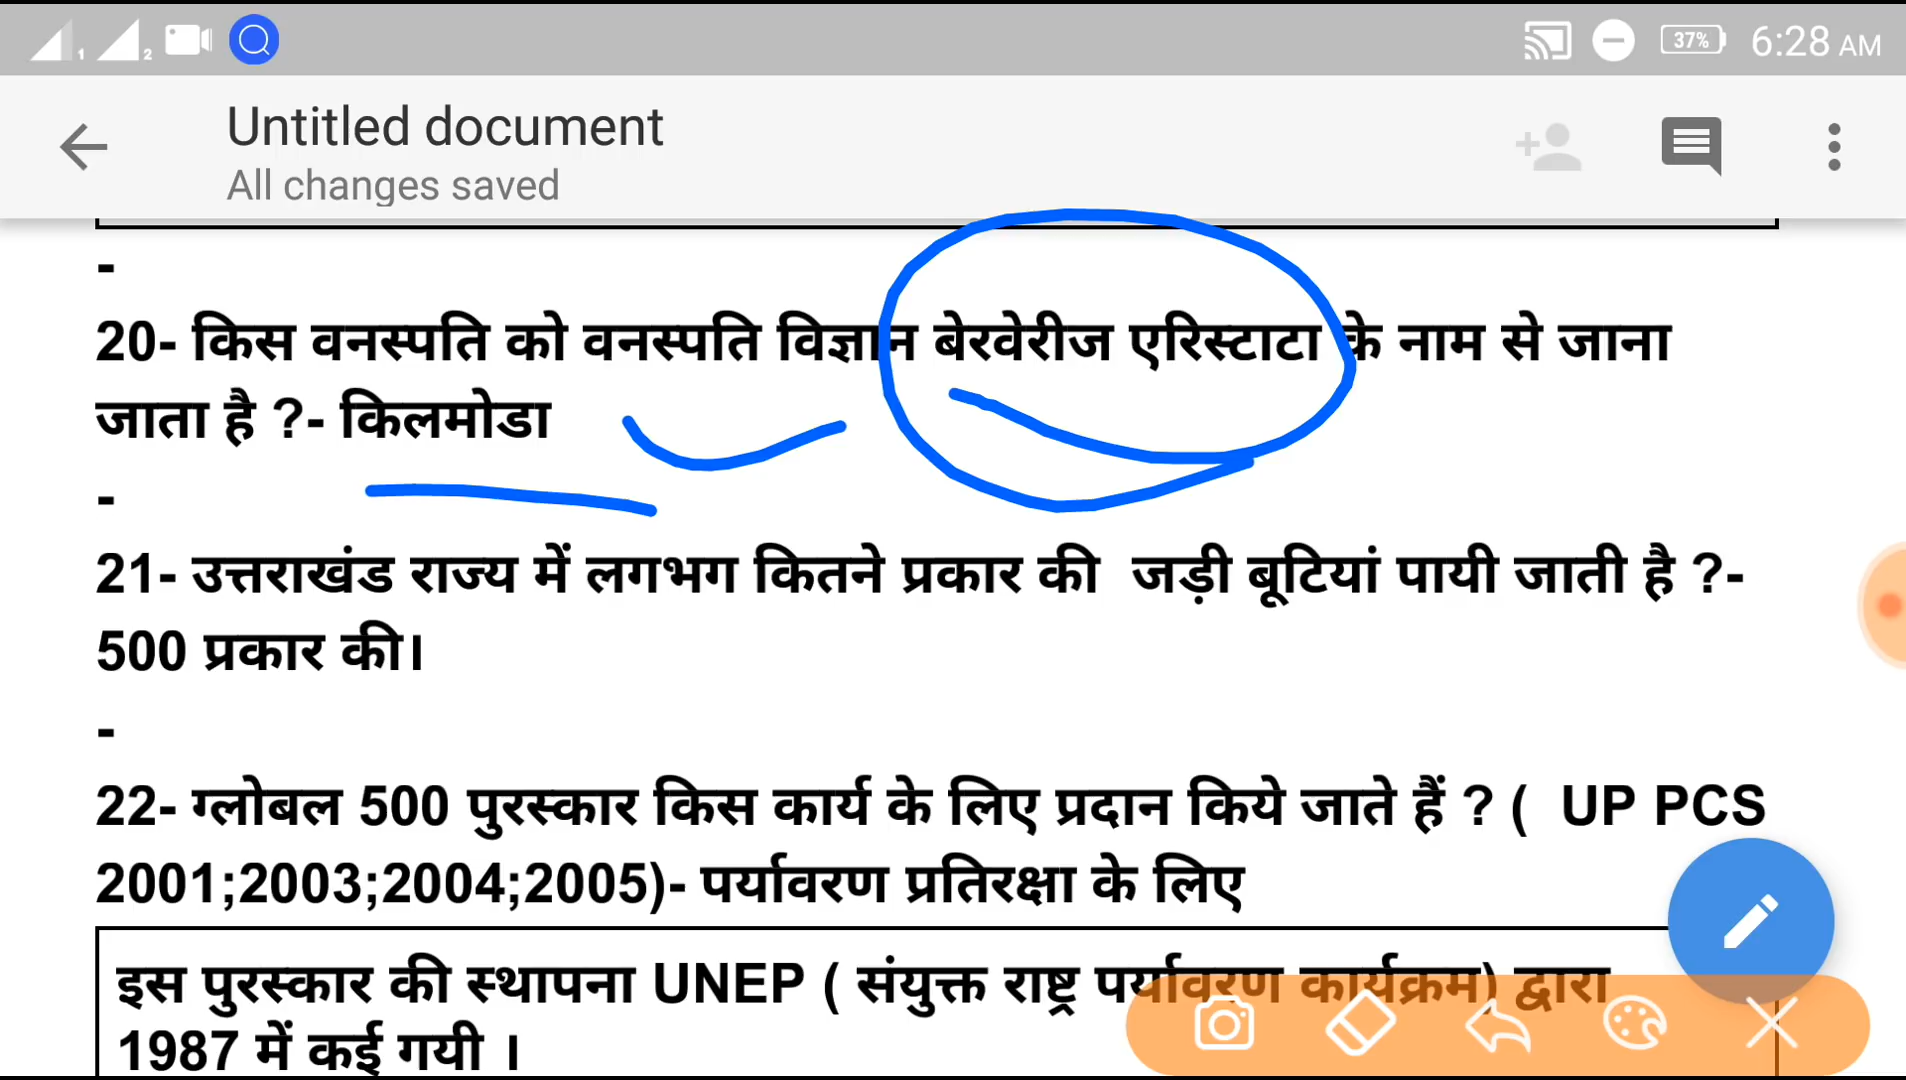 1 2 37% 6:28 AM
Untitled document
All changes saved
-
20- किस वनस्पति को वनस्पति विज्ञान बेरवेरीज एरिस्टाटा के नाम से जाना
जाता है ?- किलमोडा
-
21- उत्तराखंड राज्य में लगभग कितने प्रकार की जड़ी बूटियां पायी जाती है ?-
500 प्रकार की।
-
22- ग्लोबल 500 पुरस्कार किस कार्य के लिए प्रदान किये जाते हैं ? ( UP PCS
2001;2003;2004;2005)- पर्यावरण प्रतिरक्षा के लिए
इस पुरस्कार की स्थापना UNEP ( संयुक्त राष्ट्र पर्यावरण कार्यक्रम) द्वारा
1987 में कई गयी ।